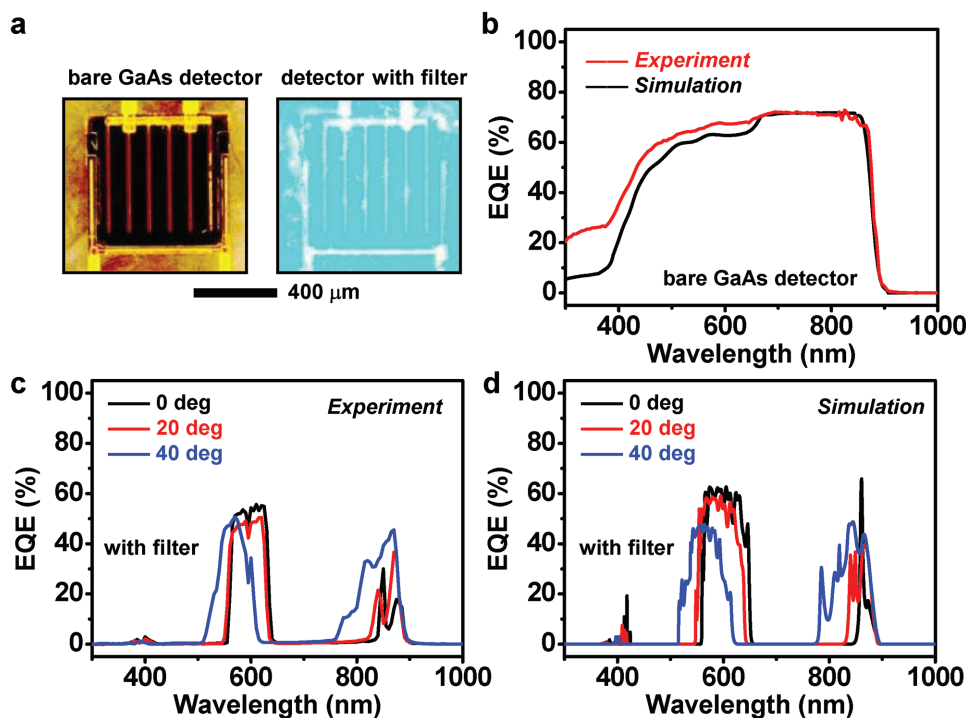 a
bare GaAs detector
detector with filter
400 μm
b
EQE (%)
100
80
60
40
20
0
Experiment
Simulation
bare GaAs detector
400 600 800 1000
Wavelength (nm)
c
EQE (%)
100
80
60
40
20
0
0 deg
20 deg
40 deg
Experiment
with filter
400 600 800 1000
Wavelength (nm)
d
EQE (%)
100
80
60
40
20
0
0 deg
20 deg
40 deg
Simulation
with filter
400 600 800 1000
Wavelength (nm)